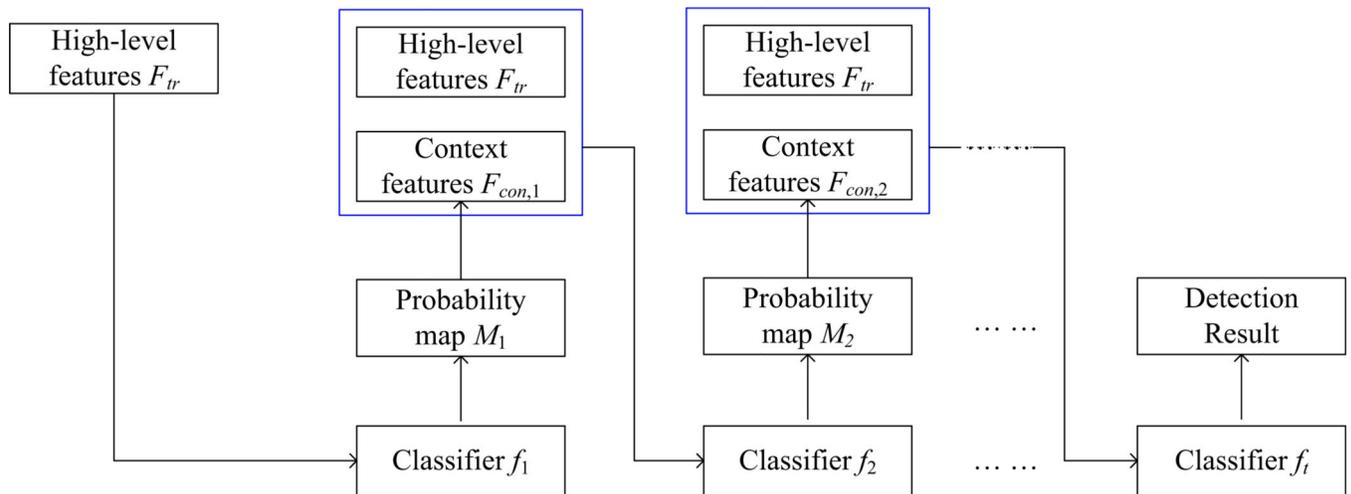 High-level
features F_tr
High-level
features F_tr
Context
features F_con,1
Probability
map M_1
Classifier f_1
High-level
features F_tr
Context
features F_con,2
Probability
map M_2
Classifier f_2
… …
… …
Detection
Result
Classifier f_t